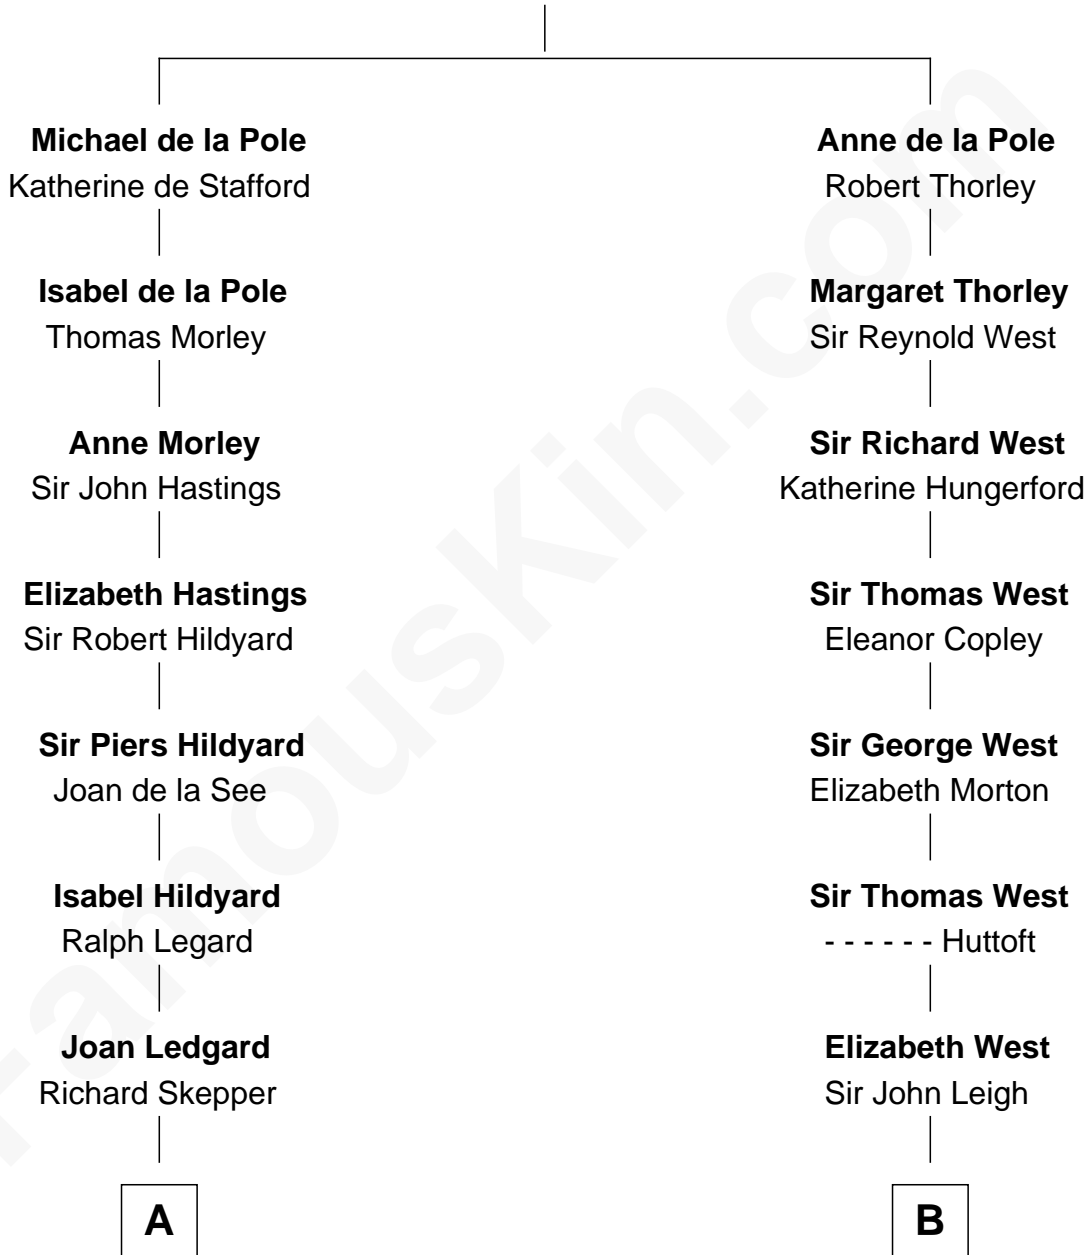 Michael de la Pole
Katherine de Stafford
Isabel de la Pole
Thomas Morley
Anne Morley
Sir John Hastings
Elizabeth Hastings
Sir Robert Hildyard
Sir Piers Hildyard
Joan de la See
Isabel Hildyard
Ralph Legard
Joan Ledgard
Richard Skepper
A
Anne de la Pole
Robert Thorley
Margaret Thorley
Sir Reynold West
Sir Richard West
Katherine Hungerford
Sir Thomas West
Eleanor Copley
Sir George West
Elizabeth Morton
Sir Thomas West
- - - - - - Huttoft
Elizabeth West
Sir John Leigh
B
FamousKin.com